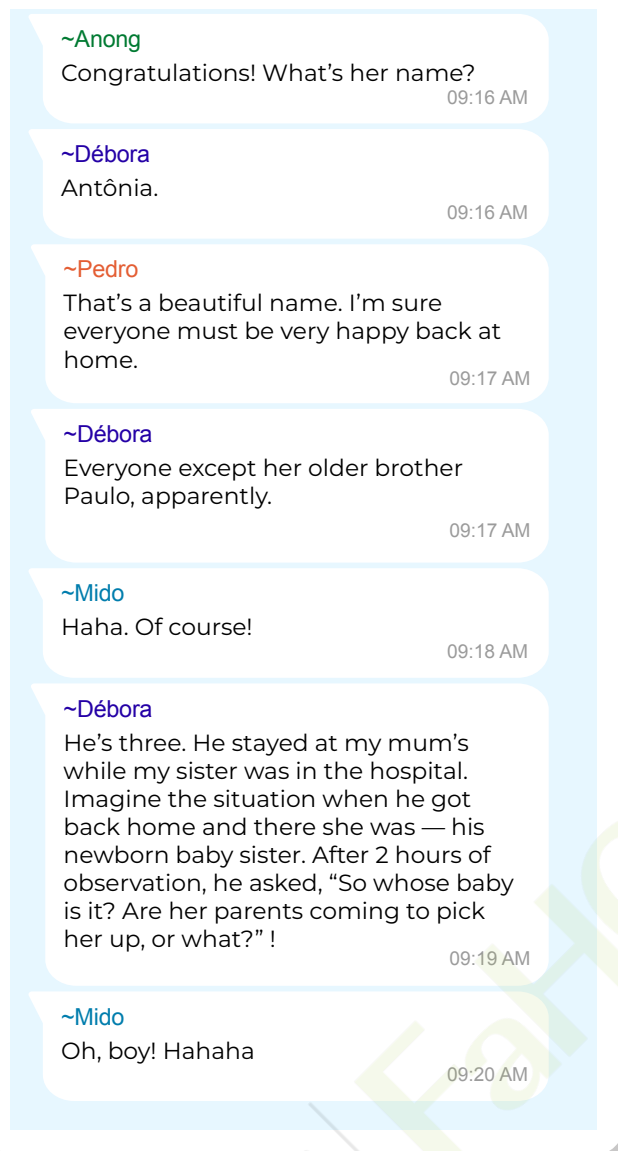 ~Anong
Congratulations! What’s her name?
09:16 AM
~Débora
Antônia.
09:16 AM
~Pedro
That’s a beautiful name. I’m sure
everyone must be very happy back at
home.
09:17 AM
~Débora
Everyone except her older brother
Paulo, apparently.
09:17 AM
~Mido
Haha. Of course!
09:18 AM
~Débora
He’s three. He stayed at my mum’s
while my sister was in the hospital.
Imagine the situation when he got
back home and there she was — his
newborn baby sister. After 2 hours of
observation, he asked, “So whose baby
is it? Are her parents coming to pick
her up, or what?” !
09:19 AM
~Mido
Oh, boy! Hahaha
09:20 AM